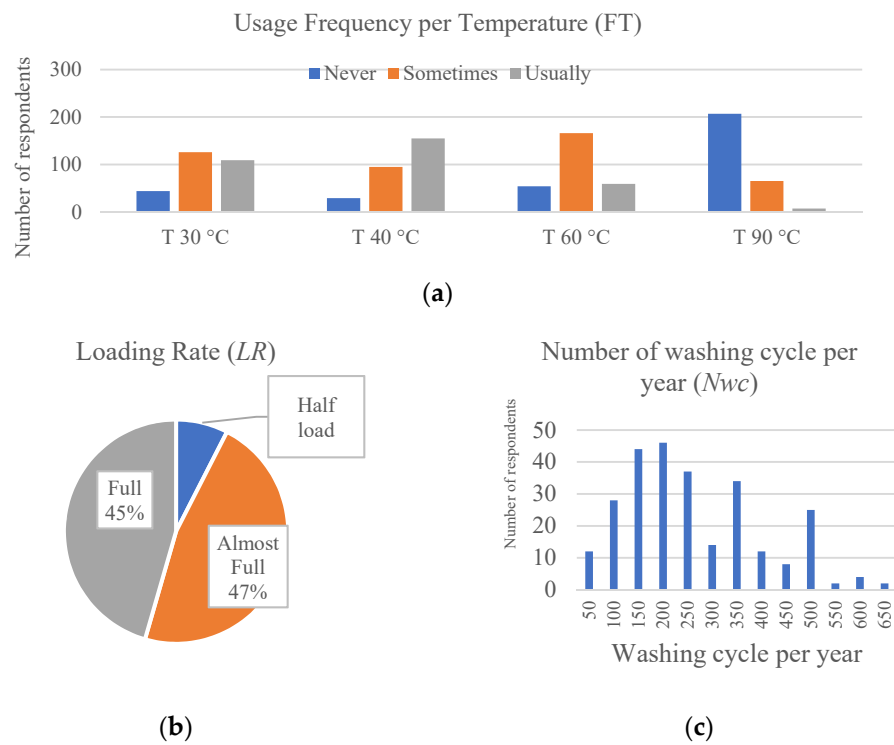 Usage Frequency per Temperature (FT)
Number of respondents
300
200
100
0
Never Sometimes Usually
T 30 °C T 40 °C T 60 °C T 90 °C
(a)
Loading Rate (LR)
Half
load
Full
45%
Almost
Full
47%
(b)
Number of washing cycle per
year (Nwc)
Number of respondents
50
40
30
20
10
0
50 100 150 200 250 300 350 400 450 500 550 600 650
Washing cycle per year
(c)